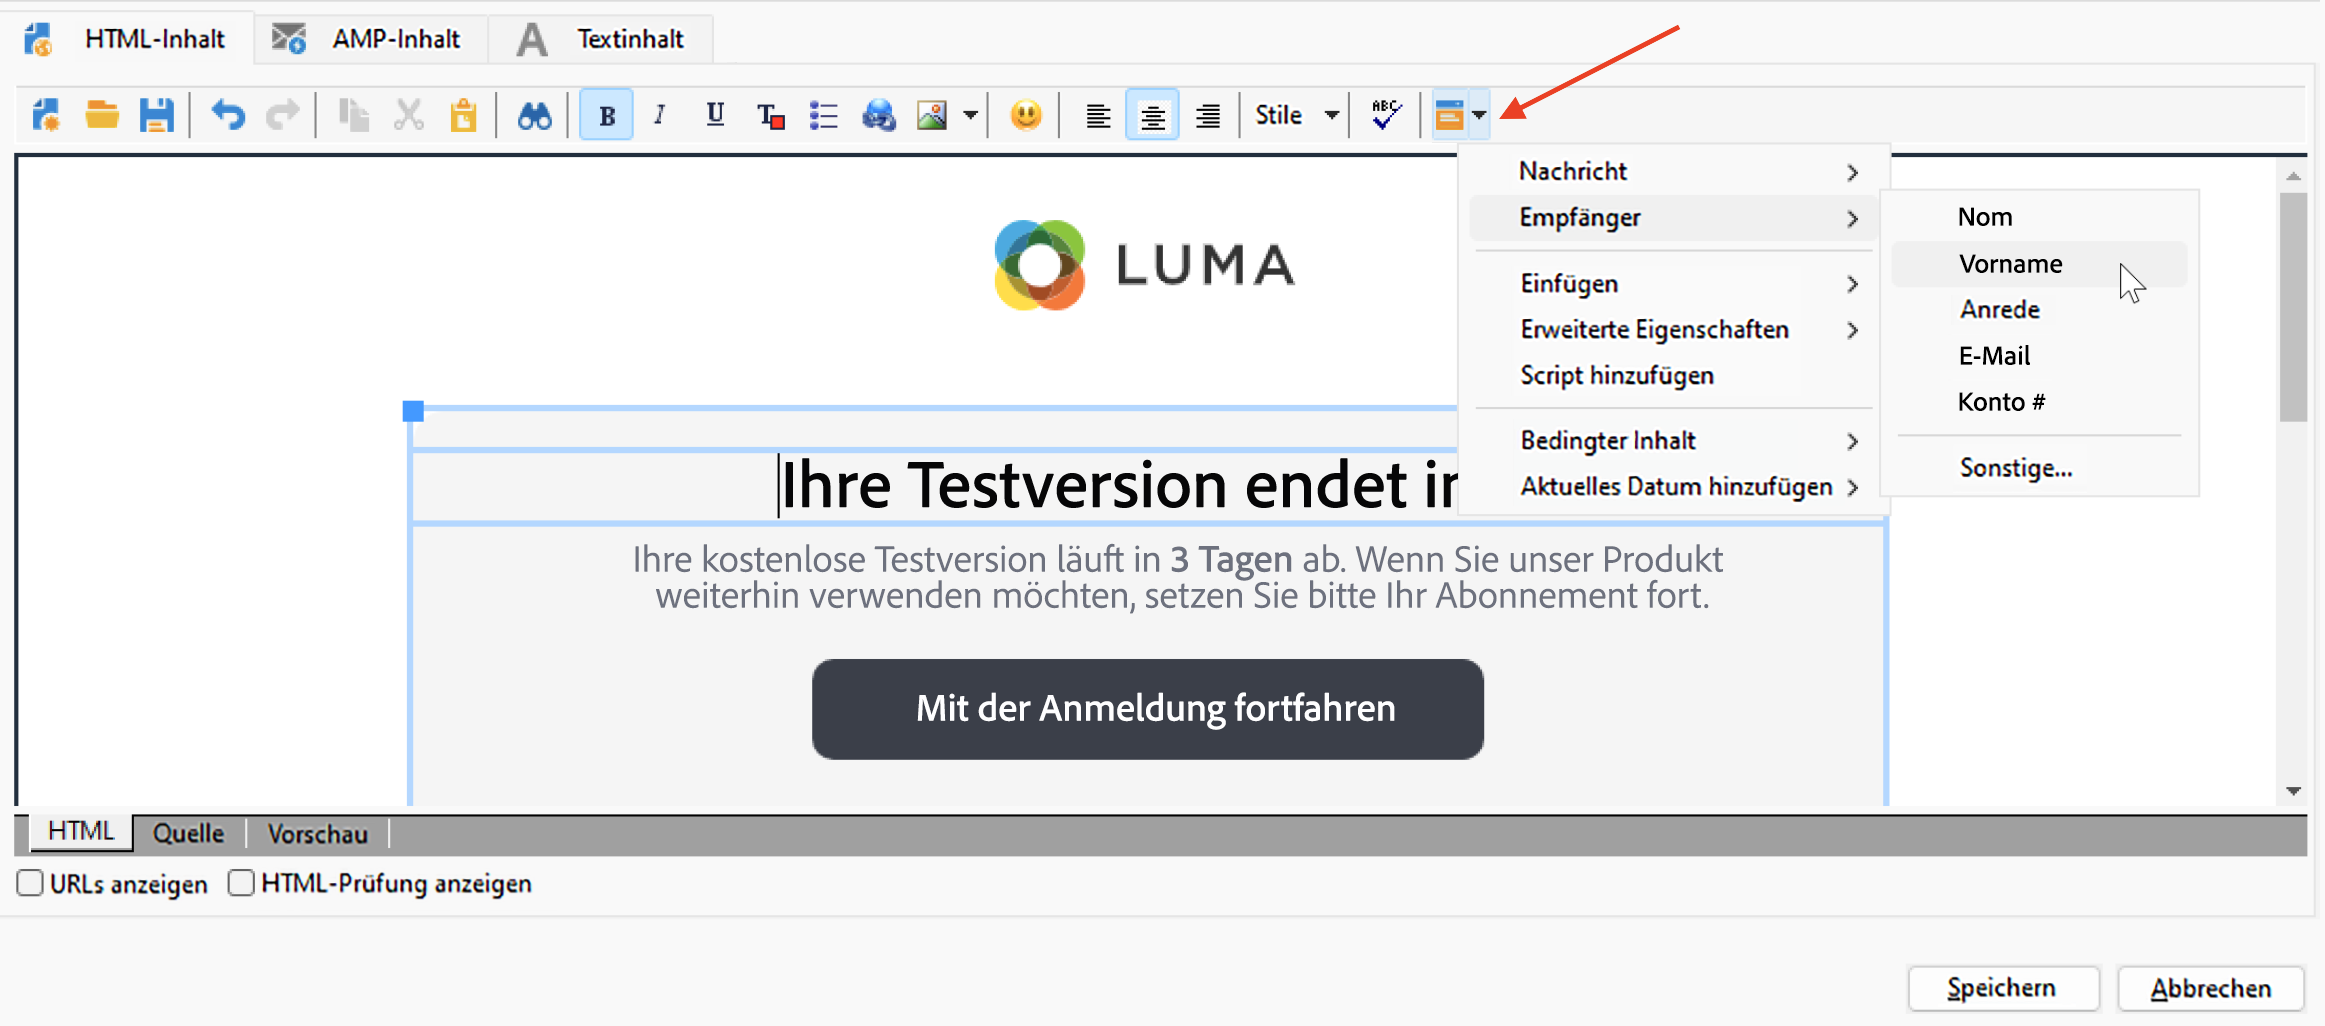 HTML-Inhalt AMP-Inhalt Textinhalt
B I U T Stile ABC
Nachricht
Empfänger
Einfügen
Erweiterte Eigenschaften
Script hinzufügen
Bedingter Inhalt
Aktuelles Datum hinzufügen
Nom
Vorname
Anrede
E-Mail
Konto #
Sonstige...
LUMA
Ihre Testversion endet in
Ihre kostenlose Testversion läuft in 3 Tagen ab. Wenn Sie unser Produkt
weiterhin verwenden möchten, setzen Sie bitte Ihr Abonnement fort.
Mit der Anmeldung fortfahren
HTML Quelle Vorschau
URLs anzeigen HTML-Prüfung anzeigen
Speichern Abbrechen